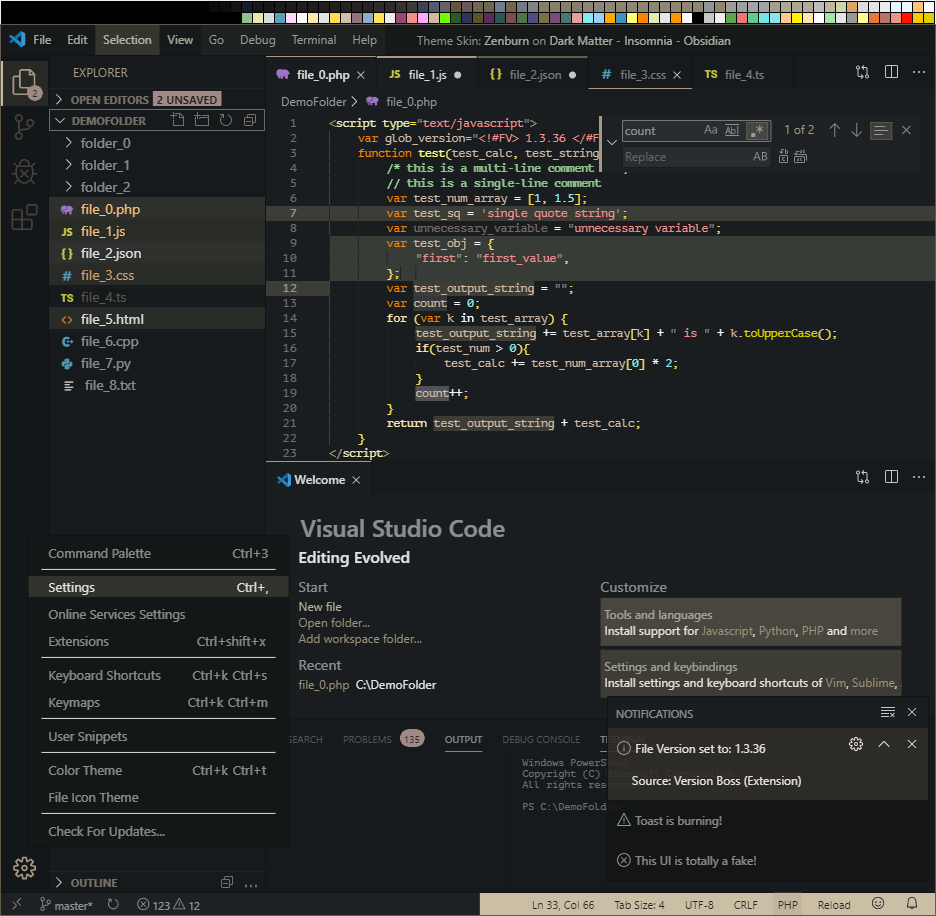 File Edit Selection View Go Debug Terminal Help Theme Skin: Zenburn on Dark Matter - Insomnia - Obsidian
2
EXPLORER
OPEN EDITORS 2 UNSAVED
DEMOFOLDER
folder_0
folder_1
folder_2
file_0.php
JS file_1.js
{} file_2.json
# file_3.css
TS file_4.ts
<> file_5.html
file_6.cpp
file_7.py
file_8.txt
file_0.php JS file_1.js {} file_2.json # file_3.css TS file_4.ts
DemoFolder > file_0.php
count Aa Abl .* 1 of 2
Replace AB
1 <script type="text/javascript">
2 var glob_version="<!#FV> 1.3.36 </#F
3 function test(test_calc, test_string
4 /* this is a multi-line comment
5 // this is a single-line comment
6 var test_num_array = [1, 1.5];
7 var test_sq = 'single quote string';
8 var unnecessary_variable = "unnecessary variable";
9 var test_obj = {
10 "first": "first_value",
11 };
12 var test_output_string = "";
13 var count = 0;
14 for (var k in test_array) {
15 test_output_string += test_array[k] + " is " + k.toUpperCase();
16 if(test_num > 0){
17 test_calc += test_num_array[0] * 2;
18 }
19 count++;
20 }
21 return test_output_string + test_calc;
22 }
23 </script>
Welcome
Visual Studio Code
Editing Evolved
Start
New file
Open folder...
Add workspace folder...
Recent
file_0.php C:\DemoFolder
Customize
Tools and languages
Install support for Javascript, Python, PHP and more
Settings and keybindings
Install settings and keyboard shortcuts of Vim, Sublime,
Command Palette Ctrl+3
Settings Ctrl+,
Online Services Settings
Extensions Ctrl+shift+x
Keyboard Shortcuts Ctrl+k Ctrl+s
Keymaps Ctrl+k Ctrl+m
User Snippets
Color Theme Ctrl+k Ctrl+t
File Icon Theme
Check For Updates...
SEARCH PROBLEMS 135 OUTPUT DEBUG CONSOLE TERMINAL
Windows PowerShell
Copyright (C)
All rights reserved
PS C:\DemoFolder>
NOTIFICATIONS
File Version set to: 1.3.36
Source: Version Boss (Extension)
Toast is burning!
This UI is totally a fake!
OUTLINE
master* 123 12 Ln 33, Col 66 Tab Size: 4 UTF-8 CRLF PHP Reload